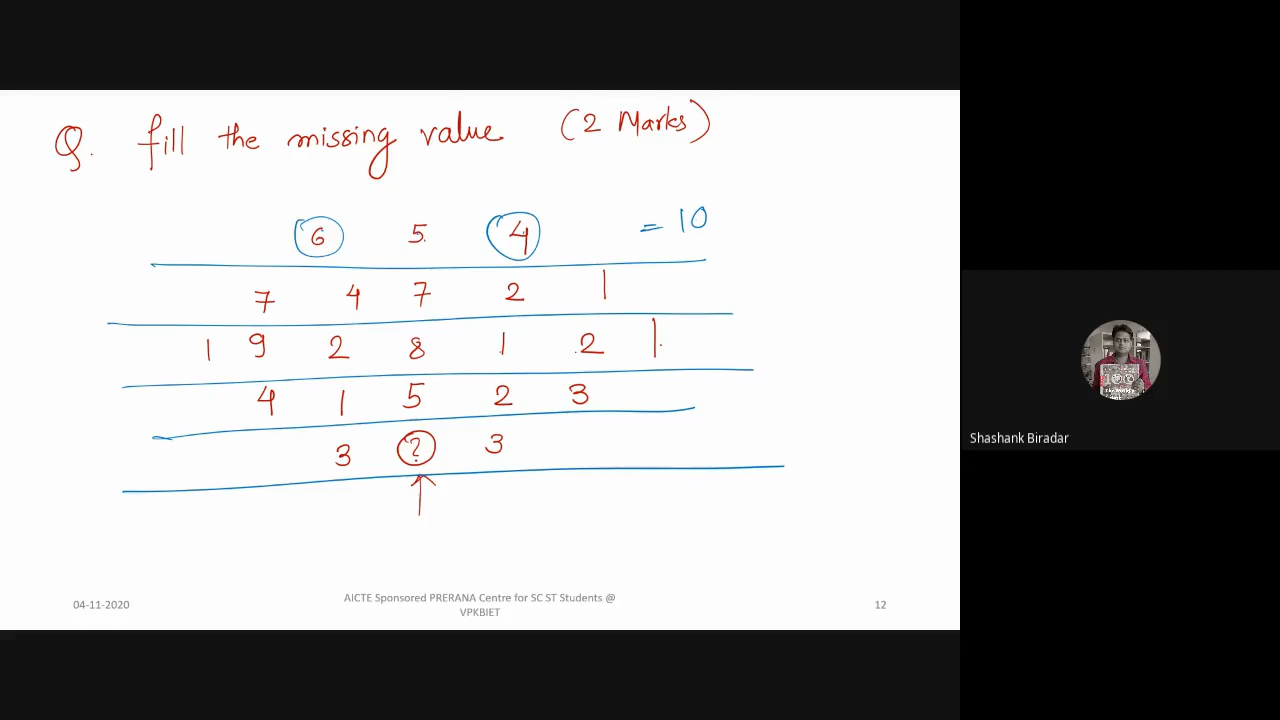 Q. fill the missing value (2 Marks)
6 5 4 = 10
7 4 7 2 1
1 9 2 8 1 2 1
4 1 5 2 3
3 ? 3
Shashank Biradar
04-11-2020
AICTE Sponsored PRERANA Centre for SC ST Students @
VPKBIET
12